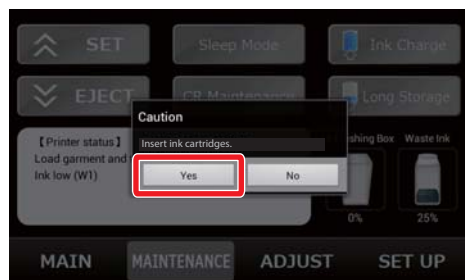 SET
Sleep Mode
Ink Charge
EJECT
CR Maintenance
Long Storage
Caution
Insert ink cartridges.
Yes
No
【Printer status】
Load garment and
Ink low (W1)
shing Box
Waste Ink
0%
25%
MAIN
MAINTENANCE
ADJUST
SET UP